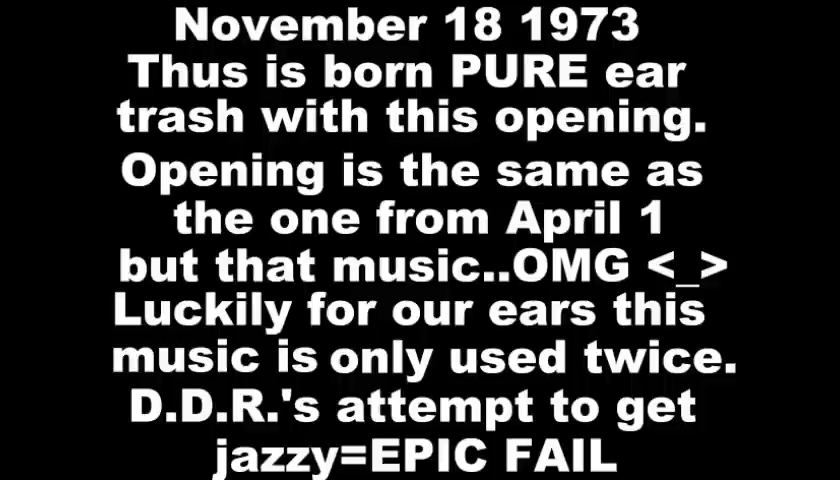 November 18 1973
Thus is born PURE ear
trash with this opening.
Opening is the same as
the one from April 1
but that music..OMG <_>
Luckily for our ears this
music is only used twice.
D.D.R.'s attempt to get
jazzy=EPIC FAIL